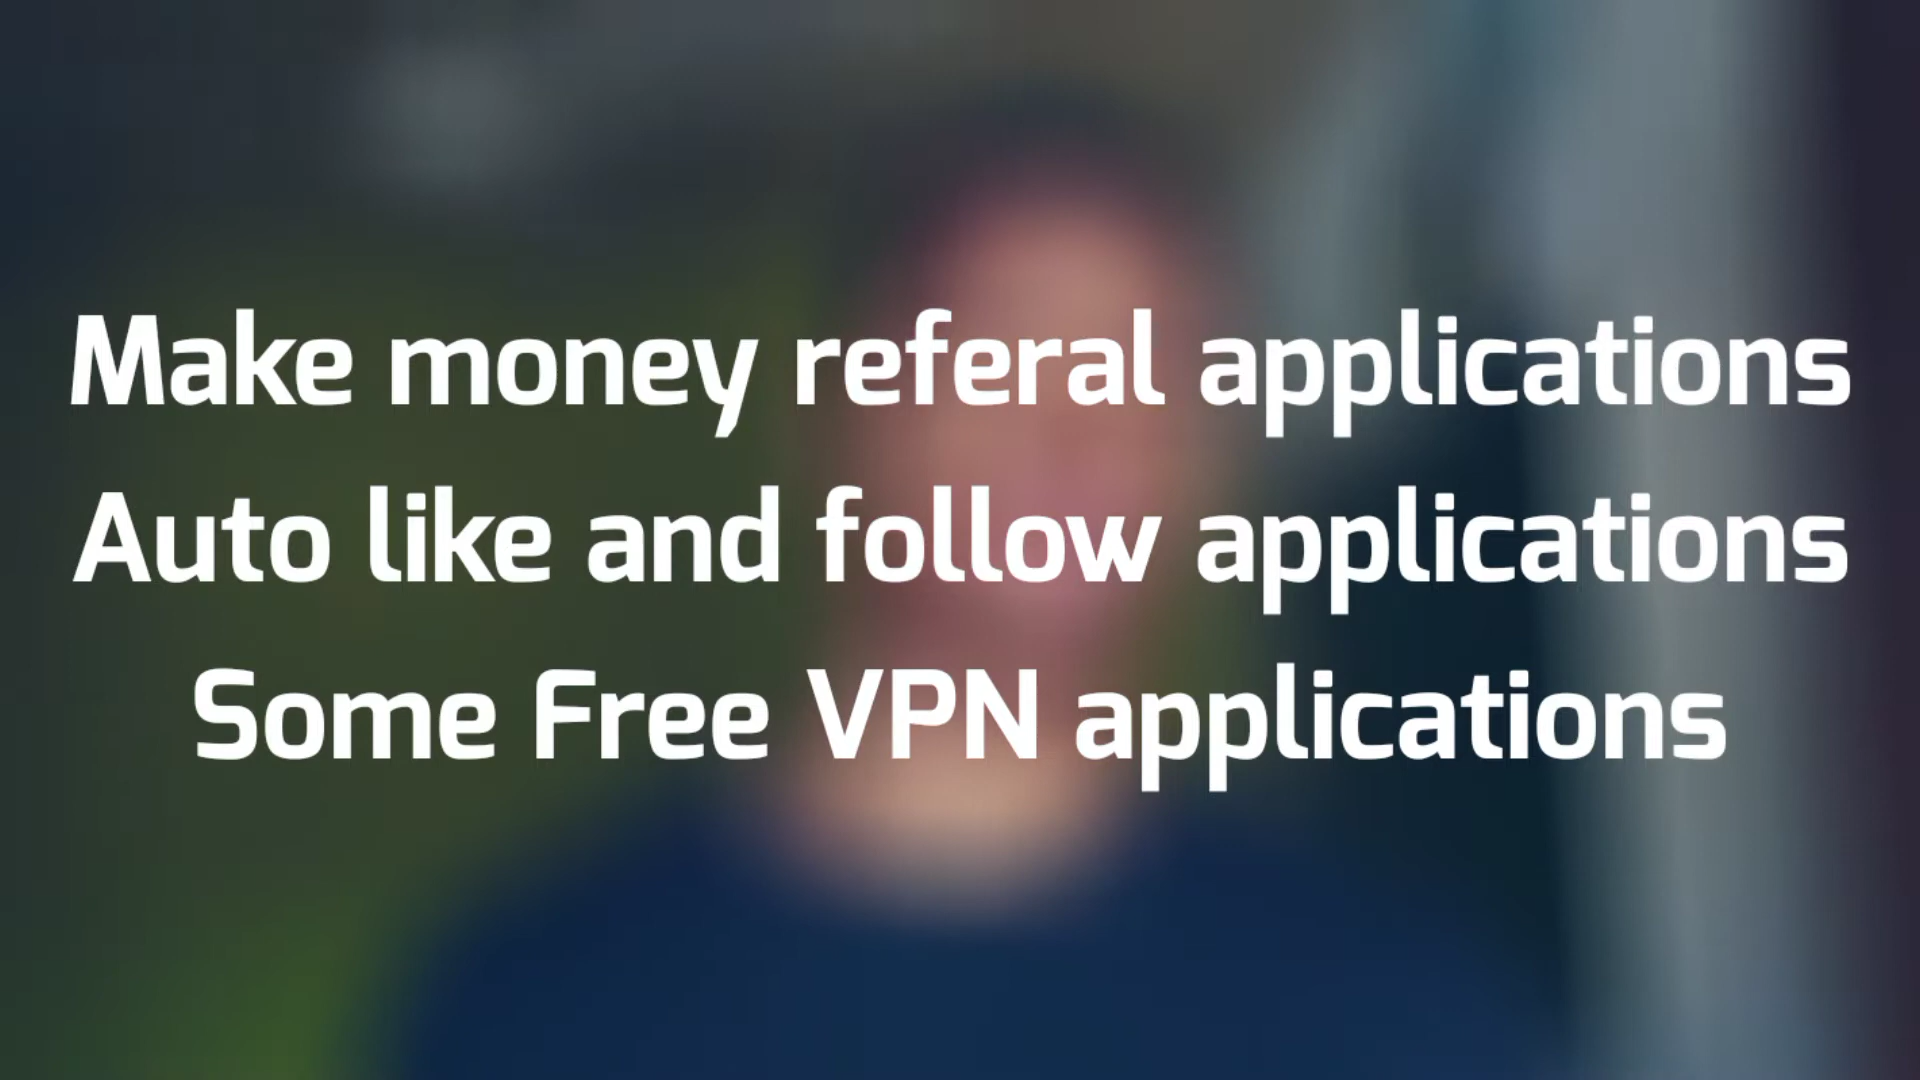 Make money referal applications
Auto like and follow applications
Some Free VPN applications